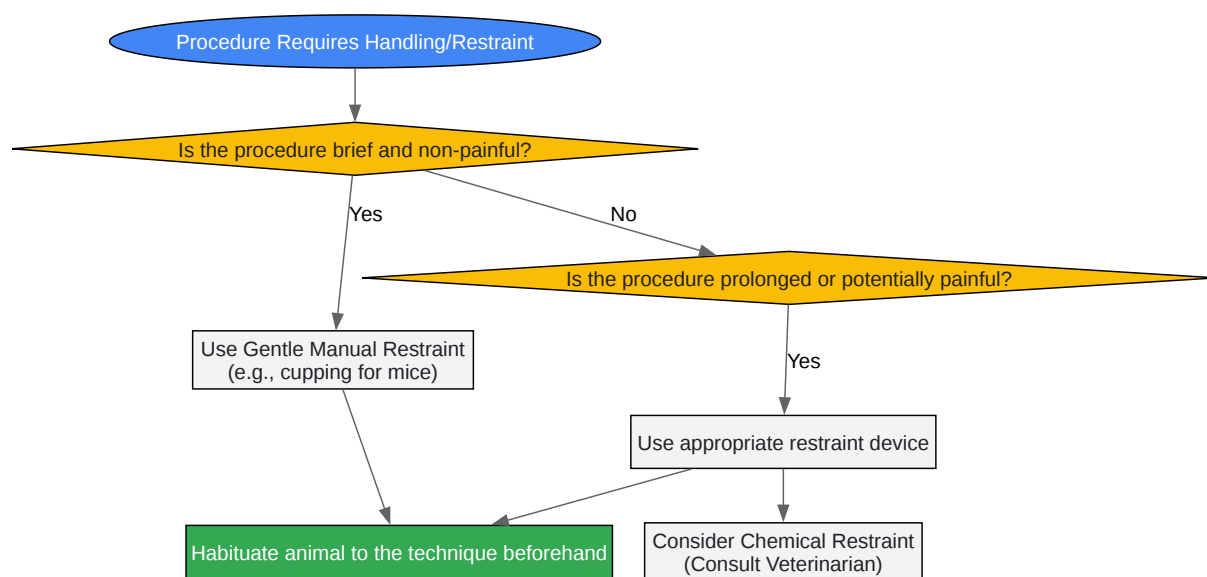 Procedure Requires Handling/Restraint
Is the procedure brief and non-painful?
Yes
No
Is the procedure prolonged or potentially painful?
Use Gentle Manual Restraint
(e.g., cupping for mice)
Yes
Use appropriate restraint device
Habituate animal to the technique beforehand
Consider Chemical Restraint
(Consult Veterinarian)